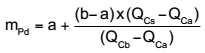 m_Pd = a + (b–a)x(Q_Cs – Q_Ca)
(Q_Cb – Q_Ca)